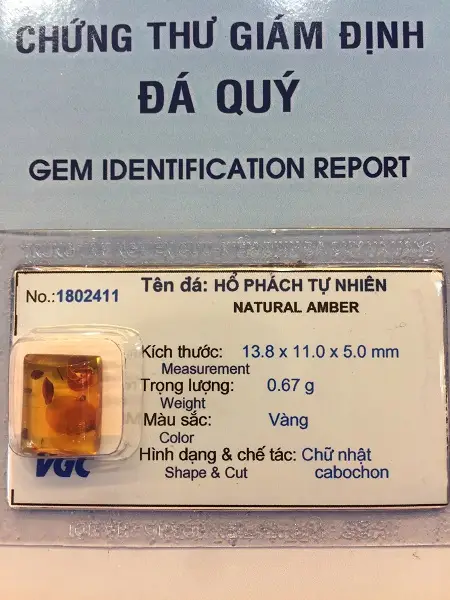 CHỨNG THƯ GIÁM ĐỊNH
ĐÁ QUÝ
GEM IDENTIFICATION REPORT
No.:1802411
Tên đá: HỔ PHÁCH TỰ NHIÊN
NATURAL AMBER
Kích thước: 13.8 x 11.0 x 5.0 mm
Measurement
Trọng lượng: 0.67 g
Weight
Màu sắc: Vàng
Color
Hình dạng & chế tác: Chữ nhật
Shape & Cut cabochon
VGC